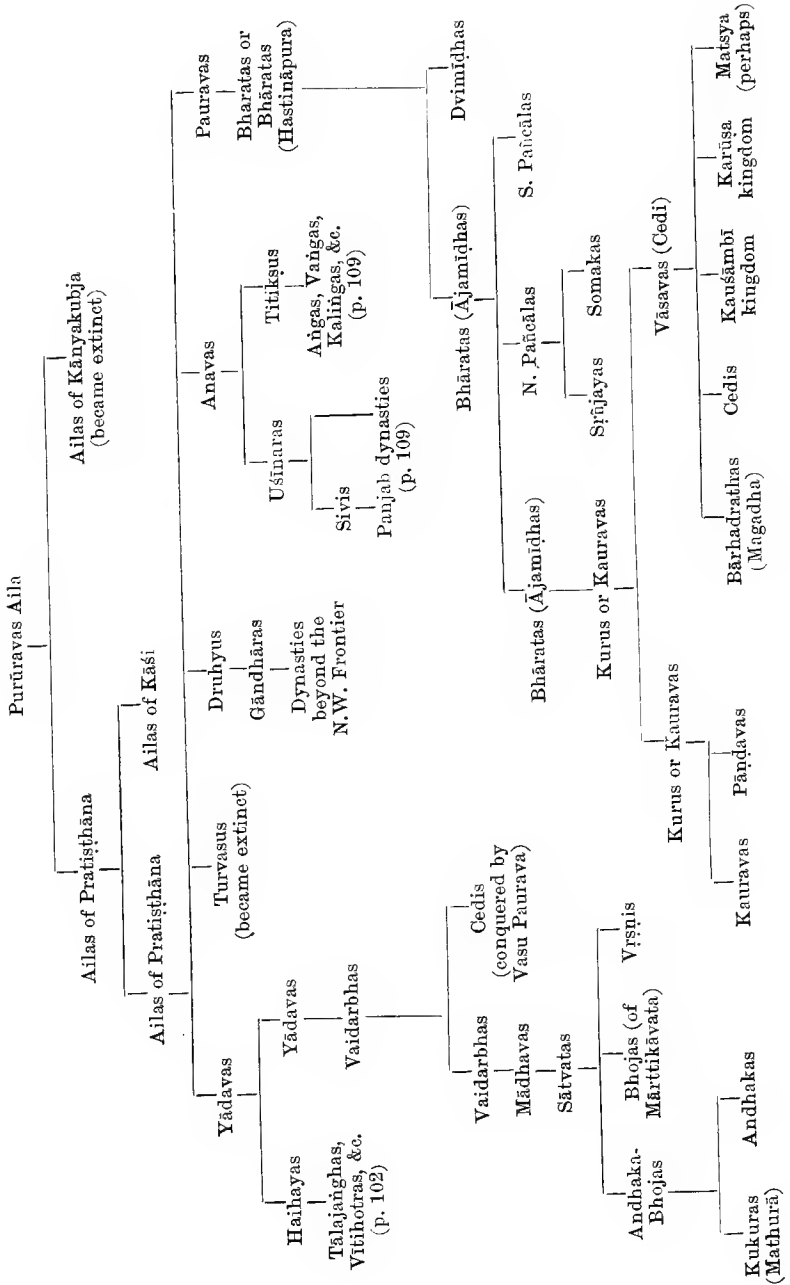 Purūravas Aila
Ailas of Pratiṣṭhāna
Ailas of Kānyakubja
(became extinct)
Ailas of Pratiṣṭhāna
Ailas of Kāśi
Yādavas
Turvasus
(became extinct)
Druhyus
Gāndhāras
Dynasties
beyond the
N.W. Frontier
Anavas
Pauravas
Bharatas or
Bhāratas
(Hastināpura)
Haihayas
Tālajaṅghas,
Vītihotras, &c.
(p. 102)
Yādavas
Vaidarbhas
Uśīnaras
Titikṣus
Sivis
Panjab dynasties
(p. 109)
Aṅgas, Vaṅgas,
Kaliṅgas, &c.
(p. 109)
Vaidarbhas
Mādhavas
Sātvatas
Cedis
(conquered by
Vasu Paurava)
Bhāratas (Ājamīḍhas)
Dvimīḍhas
Bhāratas (Ājamīḍhas)
N. Pañcālas
S. Pañcālas
Kurus or Kauravas
Sṛñjayas
Somakas
Andhaka-
Bhojas
Bhojas (of
Mārttikāvata)
Vṛṣṇis
Kukuras
(Mathurā)
Andhakas
Kurus or Kauravas
Vāsavas (Cedi)
Kauravas
Pāṇḍavas
Bārhadrathas
(Magadha)
Cedis
Kauśāmbī
kingdom
Karūṣa
kingdom
Matsya
(perhaps)